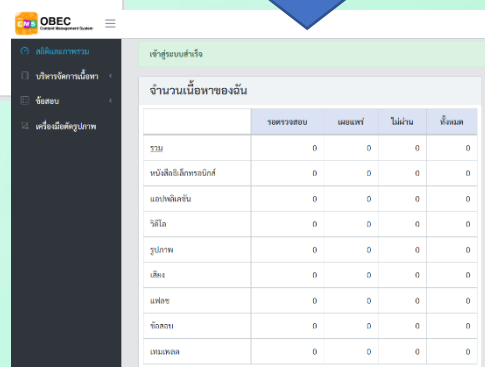 CMS OBEC
Content Management System
สถิติและภาพรวม
บริหารจัดการเนื้อหา
ข้อสอบ
เครื่องมือตัดรูปภาพ
เข้าสู่ระบบสำเร็จ
จำนวนเนื้อหาของฉัน
รอตรวจสอบ เผยแพร่ ไม่ผ่าน ทั้งหมด
รวม 0 0 0 0
หนังสืออิเล็กทรอนิกส์ 0 0 0 0
แอปพลิเคชัน 0 0 0 0
วิดีโอ 0 0 0 0
รูปภาพ 0 0 0 0
เสียง 0 0 0 0
แฟลช 0 0 0 0
ข้อสอบ 0 0 0 0
เทมเพลต 0 0 0 0